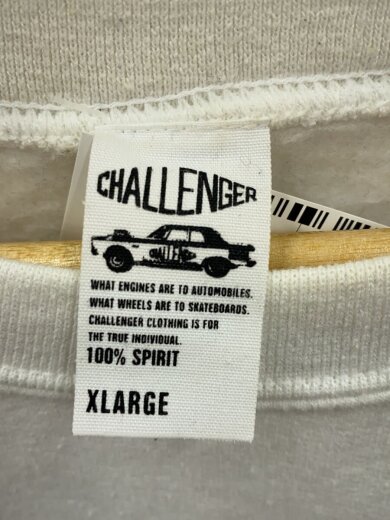 CHALLENGER
WHAT ENGINES ARE TO AUTOMOBILES.
WHAT WHEELS ARE TO SKATEBOARDS.
CHALLENGER CLOTHING IS FOR
THE TRUE INDIVIDUAL.
100% SPIRIT
XLARGE